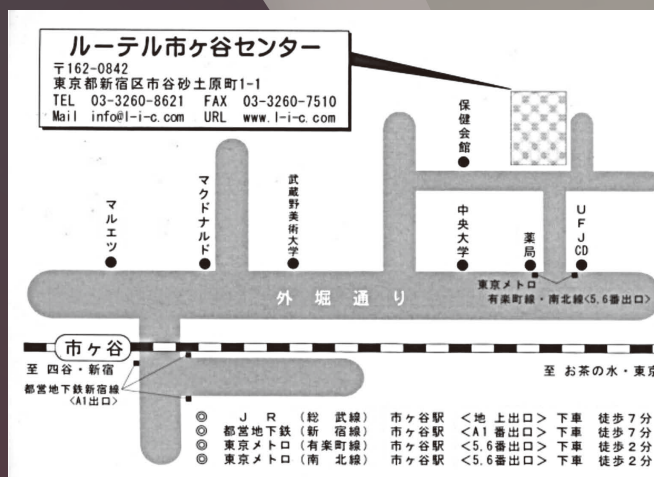 ルーテル市ヶ谷センター
〒162-0842
東京都新宿区市谷砂土原町1-1
TEL 03-3260-8621 FAX 03-3260-7510
Mail info@l-i-c.com URL www.l-i-c.com
保健会館
マルエツ
マクドナルド
武蔵野美術大学
中央大学
薬局
UFJCD
東京メトロ
有楽町線・南北線<5.6番出口>
外堀通り
市ヶ谷
至 四谷・新宿
至 お茶の水・東京
都営地下鉄新宿線
<A1出口>
◎ JR (総武線) 市ヶ谷駅 <地上出口> 下車 徒歩7分
◎ 都営地下鉄 (新宿線) 市ヶ谷駅 <A1番出口> 下車 徒歩7分
◎ 東京メトロ (有楽町線) 市ヶ谷駅 <5.6番出口> 下車 徒歩2分
◎ 東京メトロ (南北線) 市ヶ谷駅 <5.6番出口> 下車 徒歩2分